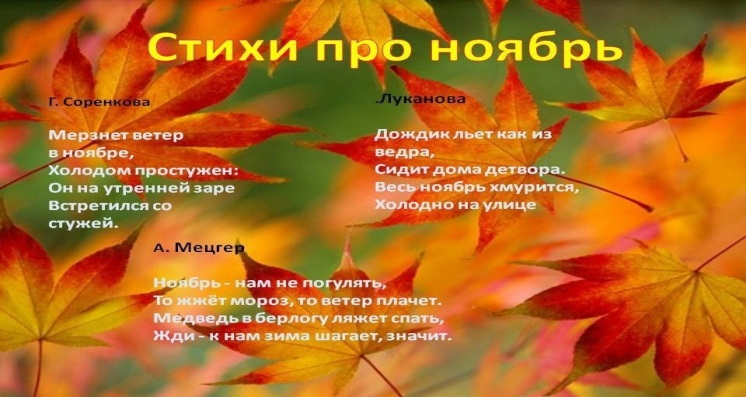 Стихи про ноябрь
Г. Соренкова
Мерзнет ветер
в ноябре,
Холодом простужен:
Он на утренней заре
Встретился со
стужей.
.Луканова
Дождик льет как из
ведра,
Сидит дома детвора.
Весь ноябрь хмурится,
Холодно на улице
А. Мецгер
Ноябрь - нам не погулять,
То жжёт мороз, то ветер плачет.
Медведь в берлогу ляжет спать,
Жди - к нам зима шагает, значит.